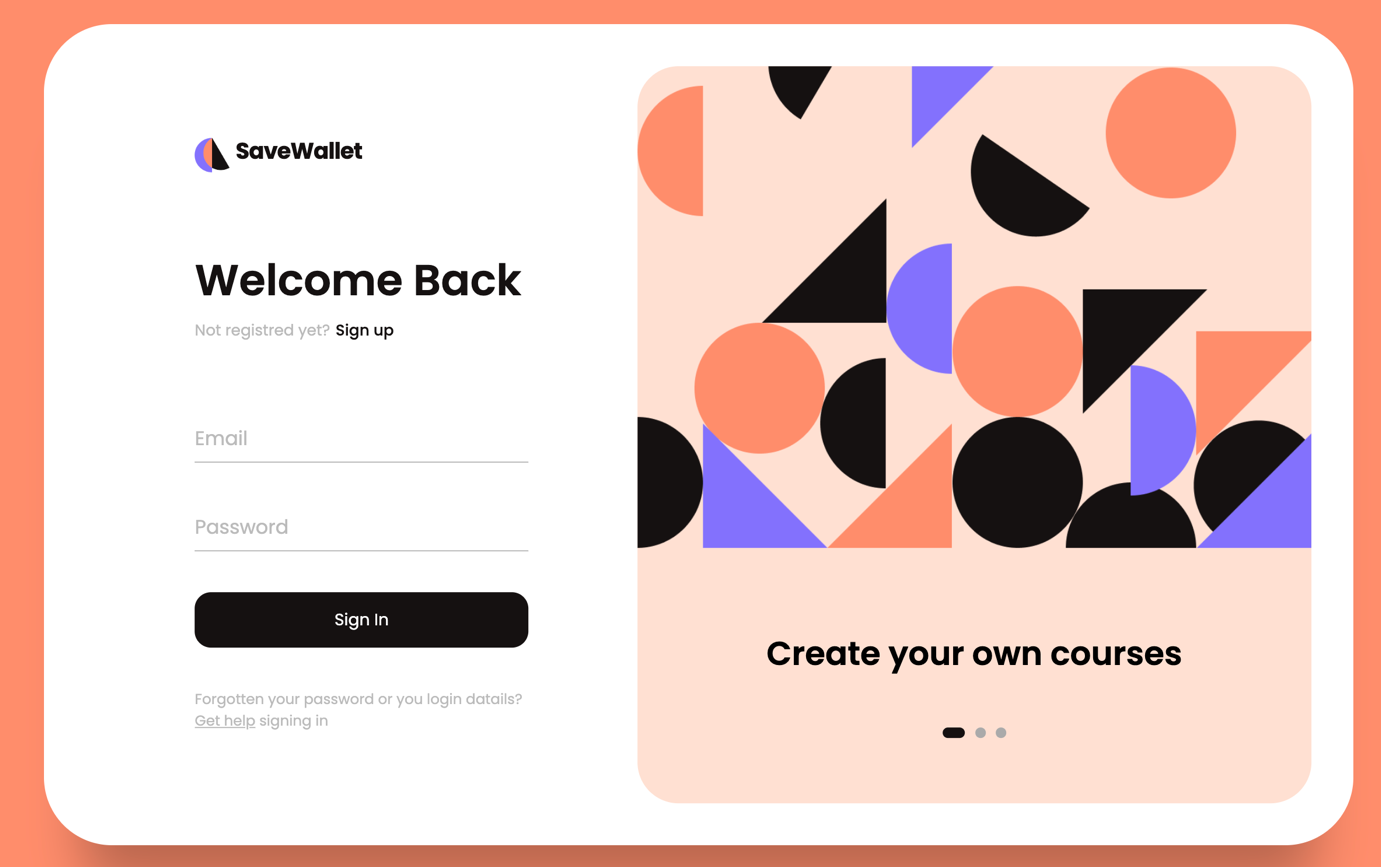 SaveWallet
Welcome Back
Not registred yet? Sign up
Email
Password
Sign In
Forgotten your password or you login datails?
Get help signing in
Create your own courses